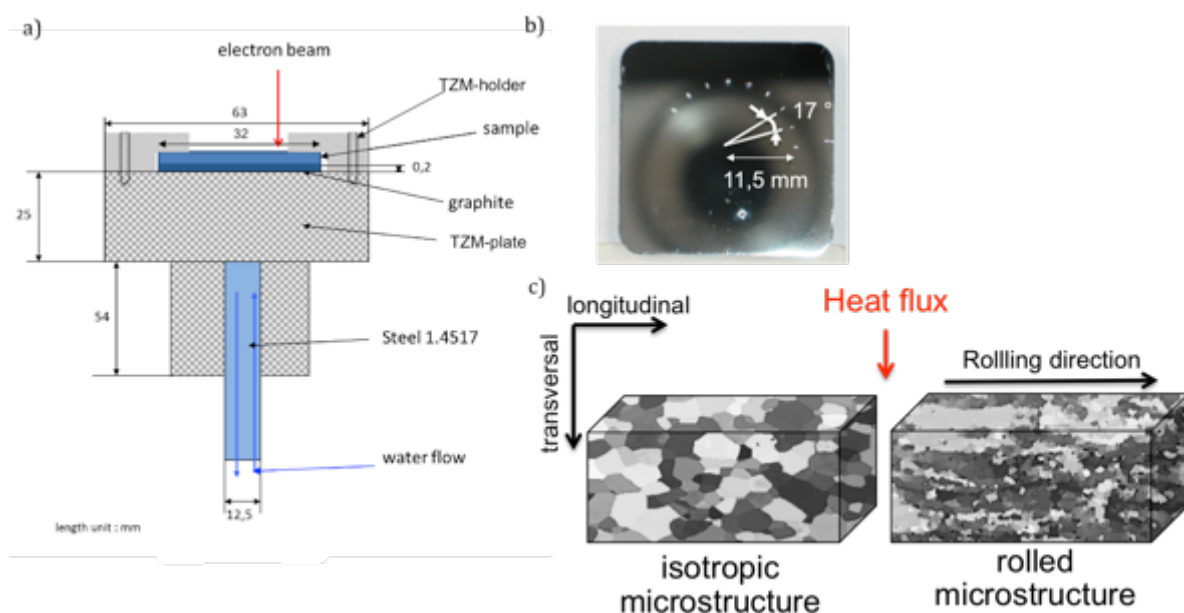 a)
electron beam
TZM-holder
63
sample
32
0,2
graphite
25
TZM-plate
54
Steel 1.4517
water flow
12,5
length unit : mm
b)
17 °
11,5 mm
c)
longitudinal
transversal
Heat flux
Rollling direction
isotropic
microstructure
rolled
microstructure